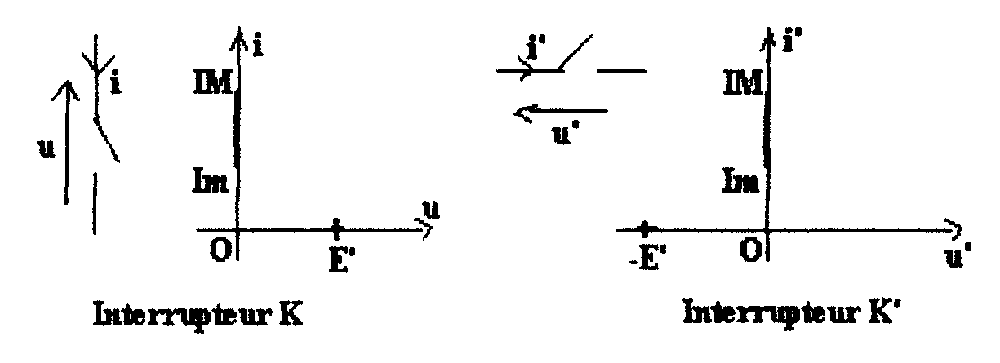 i
i'
i'
IM
IM
i
u
u'
Im
Im
u
O
E'
-E'
O
u'
Interrupteur K
Interrupteur K'